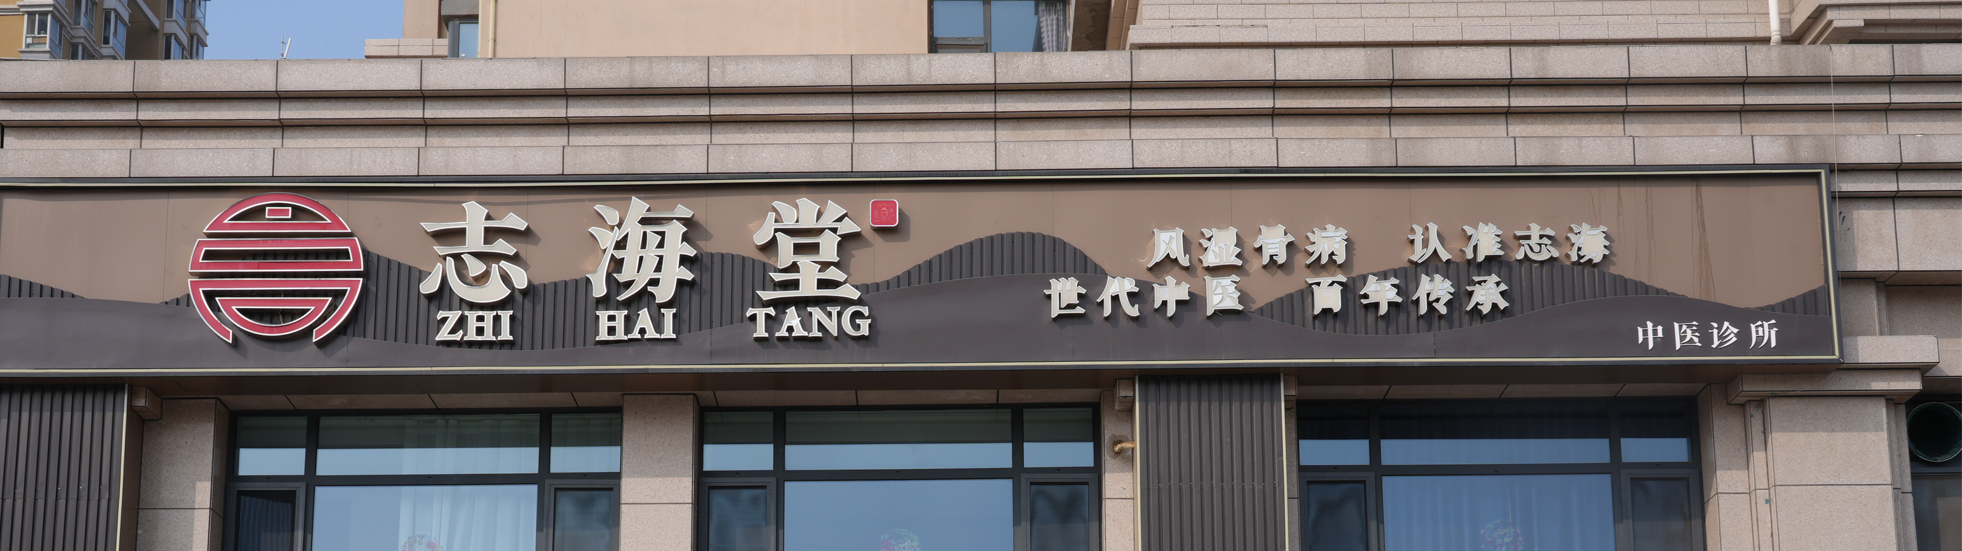 志海堂
ZHI HAI TANG
风湿骨病 认准志海
世代中医 百年传承
中医诊所